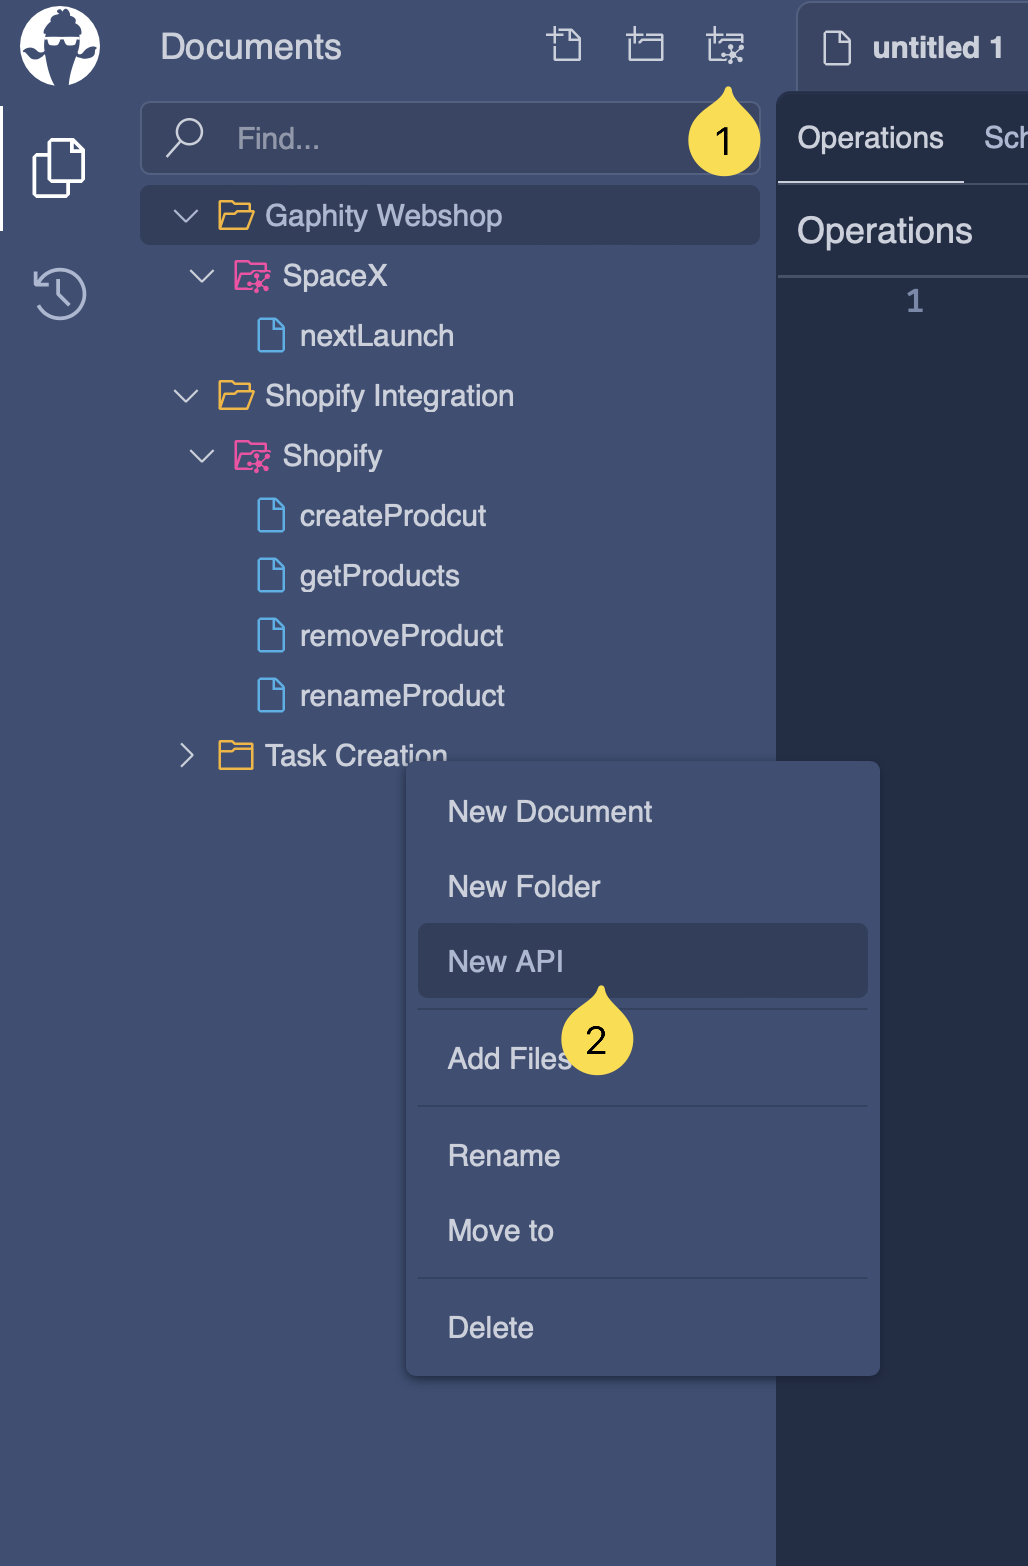 Documents
untitled 1
Find...
1
Operations
Sch
Gaphity Webshop
Operations
SpaceX
1
nextLaunch
Shopify Integration
Shopify
createProdcut
getProducts
removeProduct
renameProduct
Task Creation
New Document
New Folder
New API
2
Add Files
Rename
Move to
Delete